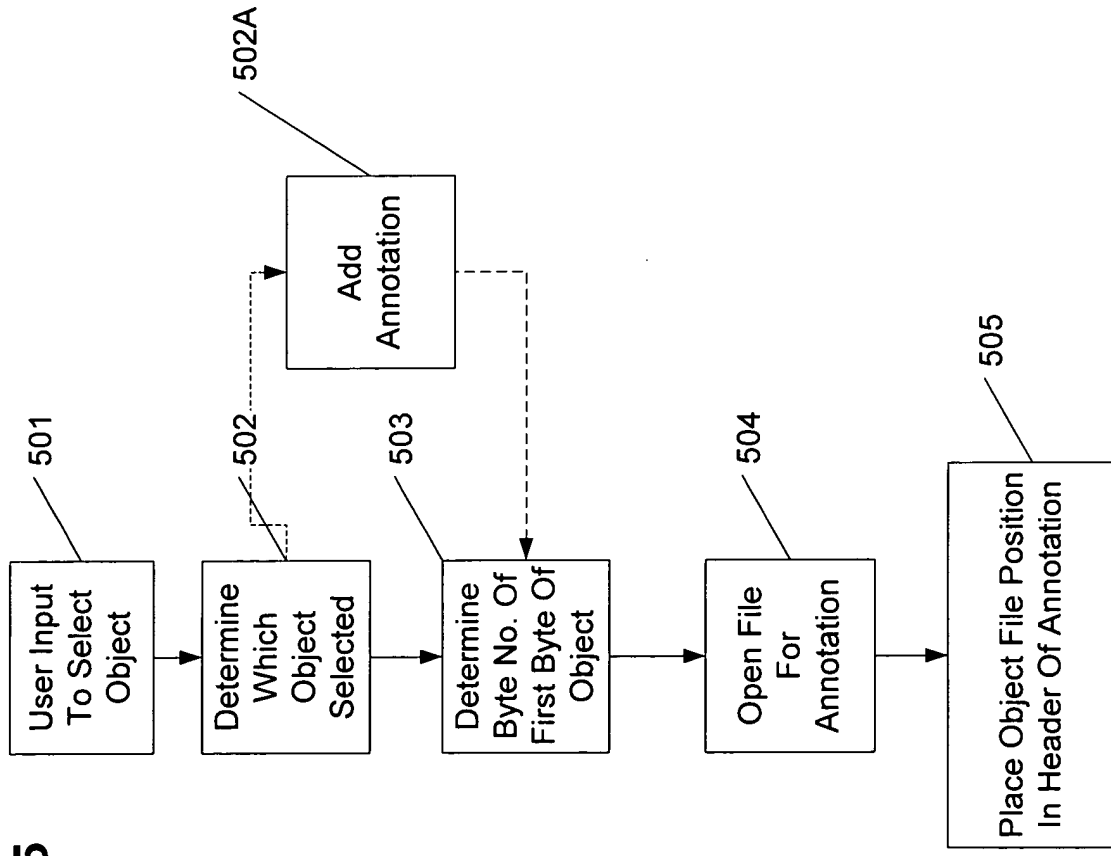 5
User Input
To Select
Object
501
Determine
Which
Object
Selected
502
Add
Annotation
502A
Determine
Byte No. Of
First Byte Of
Object
503
Open File
For
Annotation
504
Place Object File Position
In Header Of Annotation
505